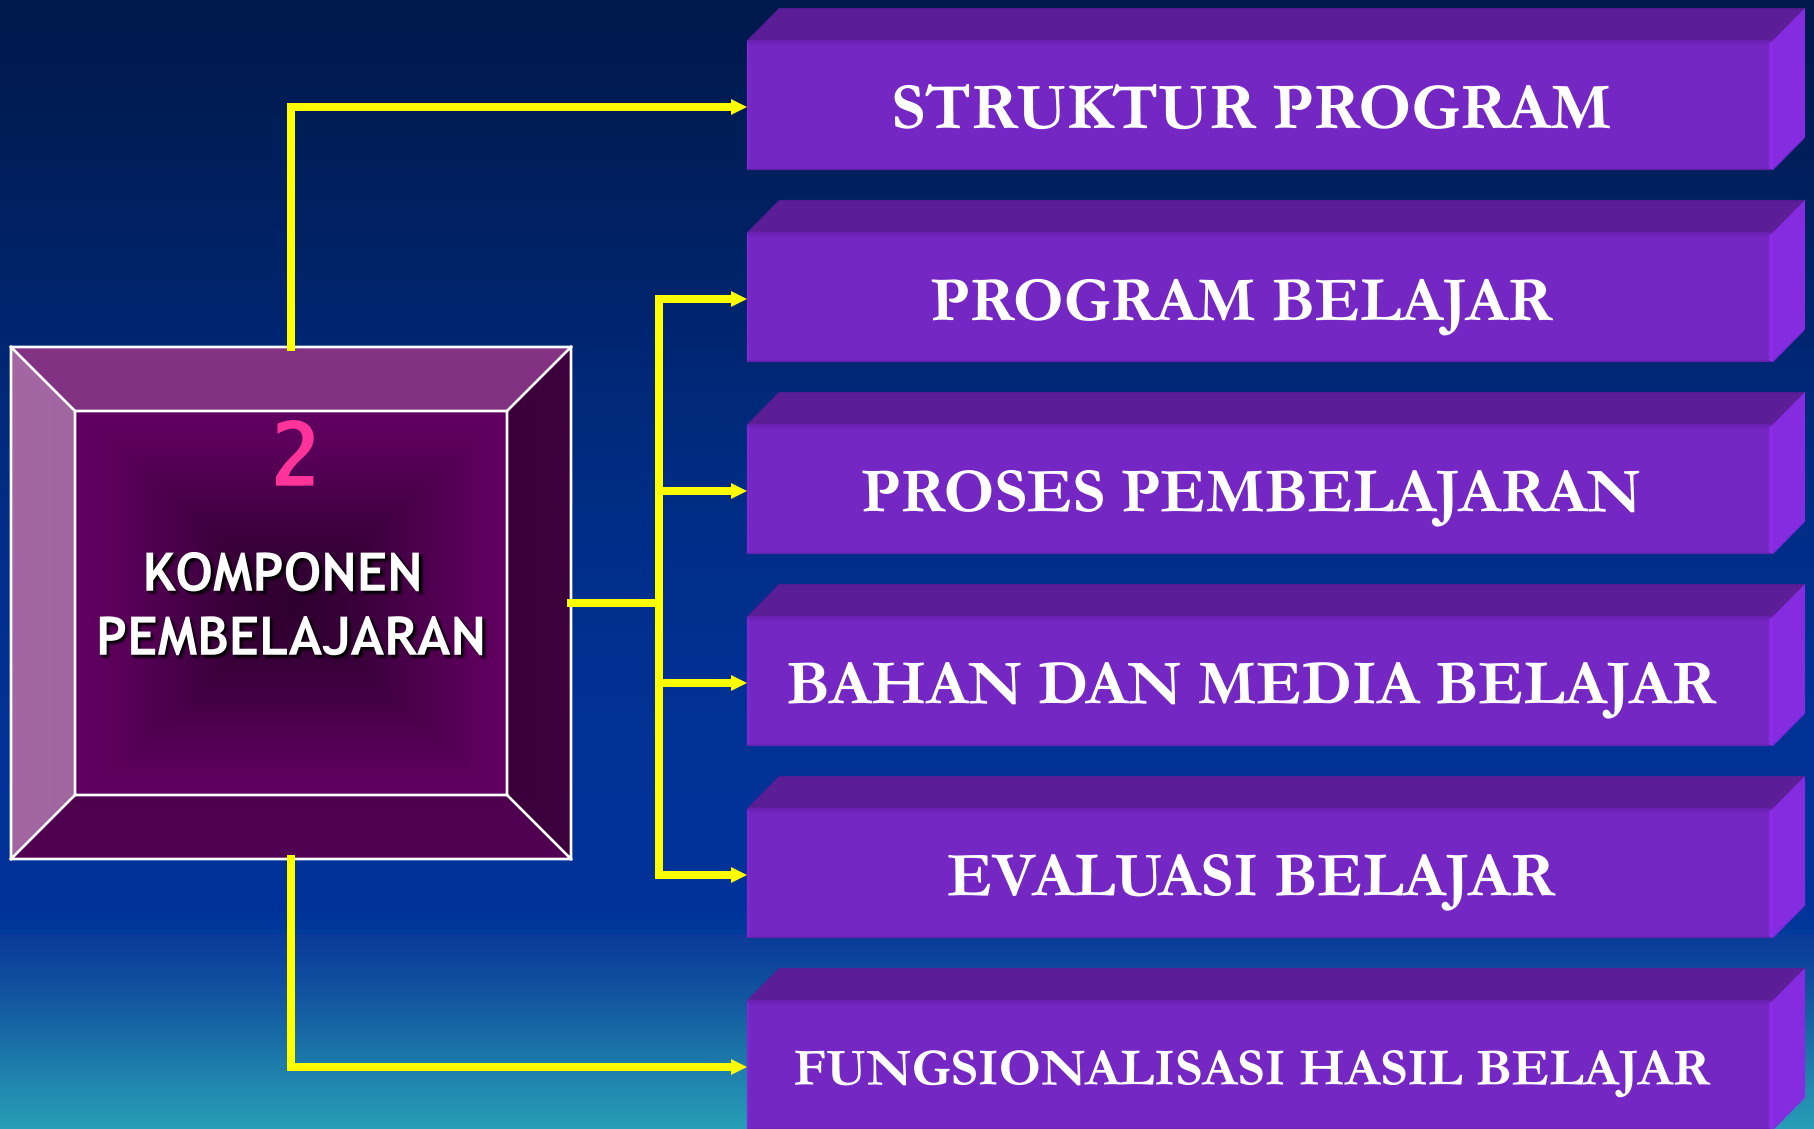 2
KOMPONEN
PEMBELAJARAN
STRUKTUR PROGRAM
PROGRAM BELAJAR
PROSES PEMBELAJARAN
BAHAN DAN MEDIA BELAJAR
EVALUASI BELAJAR
FUNGSIONALISASI HASIL BELAJAR